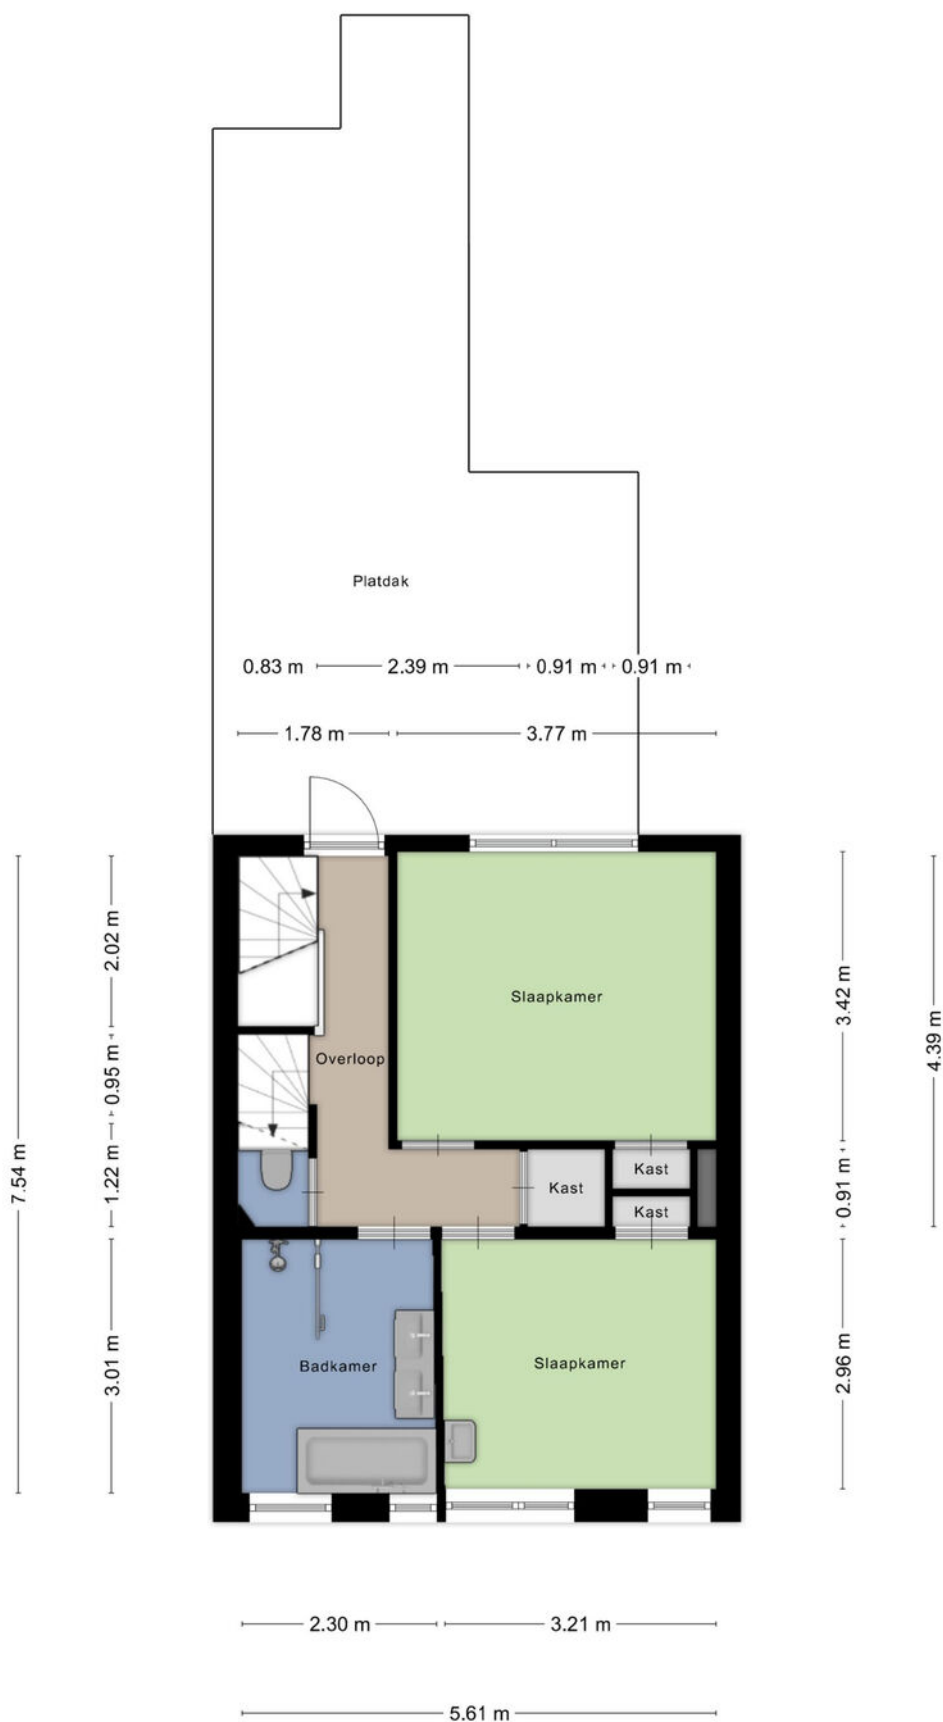 Platdak
0.83 m
2.39 m
0.91 m
0.91 m
1.78 m
3.77 m
2.02 m
0.95 m
1.22 m
3.01 m
7.54 m
3.42 m
0.91 m
2.96 m
4.39 m
Slaapkamer
Overloop
Kast
Kast
Kast
Badkamer
Slaapkamer
2.30 m
3.21 m
5.61 m